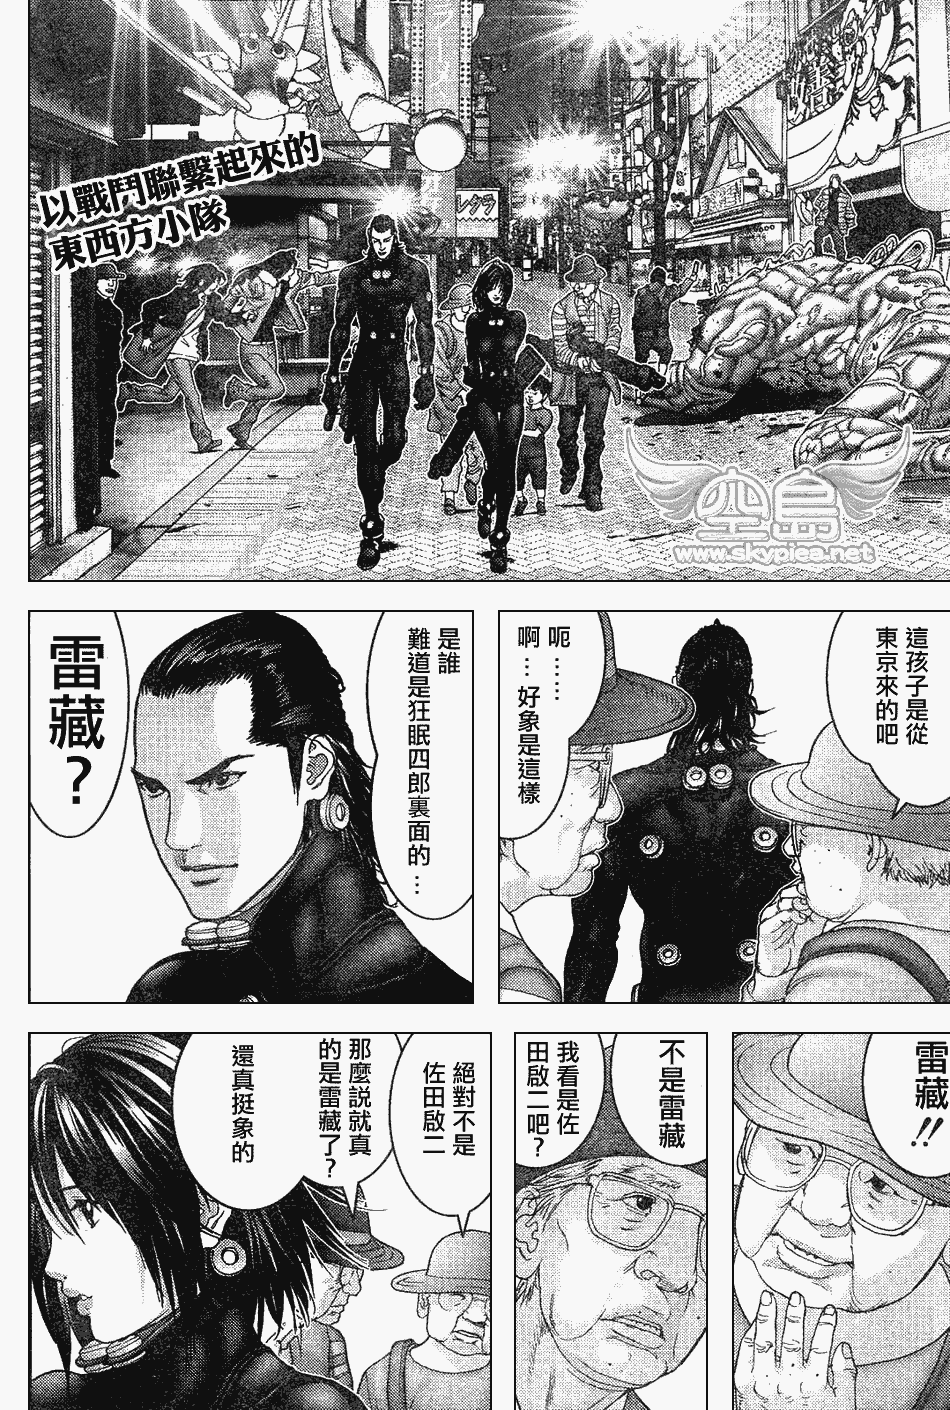 以戰鬥聯繫起來的
東西方小隊
レクラ
空島
www.skypiea.net
這孩子是從
東京來的吧
呃……
啊…好象是這樣
是誰
難道是狂眠四郎裏面的…
雷藏？
雷藏!!
不是雷藏
我看是佐
田啟二吧？
絕對不是
佐田啟二
那麼說就真
的是雷藏了？
還真挺象的